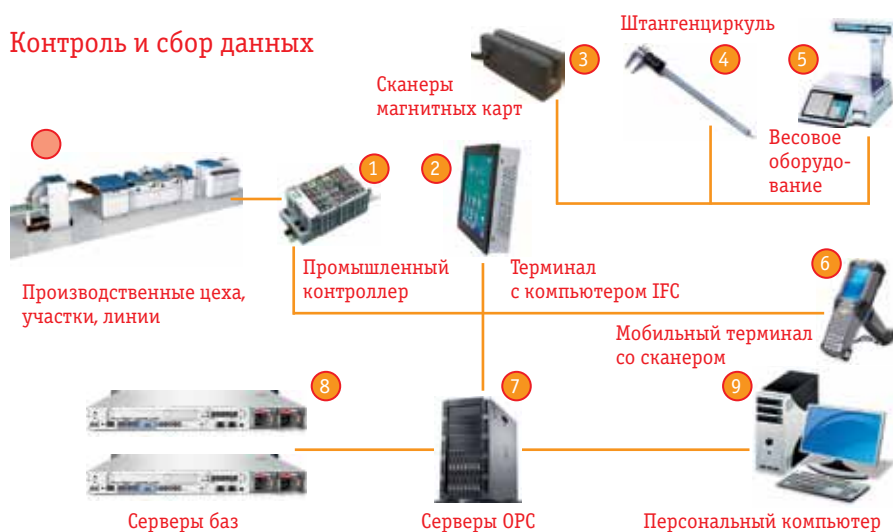 Контроль и сбор данных
Штангенциркуль
3
4
5
Сканеры
магнитных карт
Весовое
оборудо-
вание
1
2
Производственные цеха,
участки, линии
Промышленный
контроллер
Терминал
с компьютером IFC
6
Мобильный терминал
со сканером
8
7
9
Серверы баз
Серверы OPC
Персональный компьютер